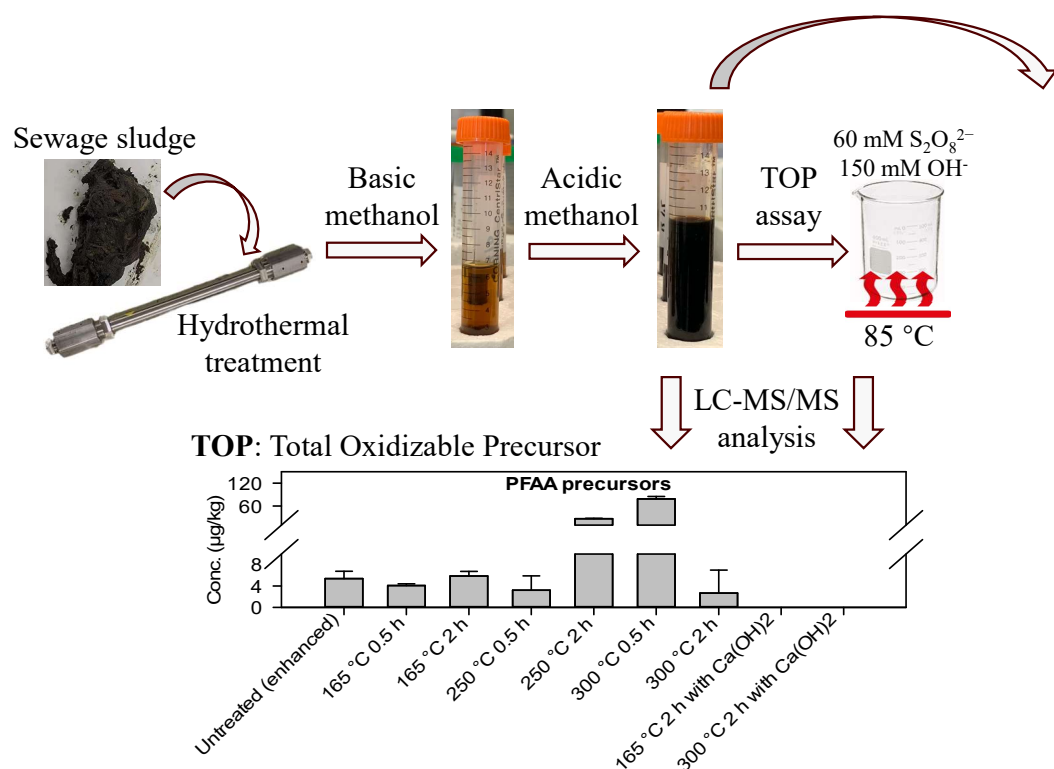 Sewage sludge
Hydrothermal
treatment
Basic
methanol
Acidic
methanol
TOP
assay
60 mM S₂O₈²⁻
150 mM OH⁻
85 °C
LC-MS/MS
analysis
TOP: Total Oxidizable Precursor
PFAA precursors
Conc. (µg/kg)
120
60
8
4
0
Untreated (enhanced)
165 °C 0.5 h
165 °C 2 h
250 °C 0.5 h
250 °C 2 h
300 °C 0.5 h
300 °C 2 h
165 °C 2 h with Ca(OH)2
300 °C 2 h with Ca(OH)2